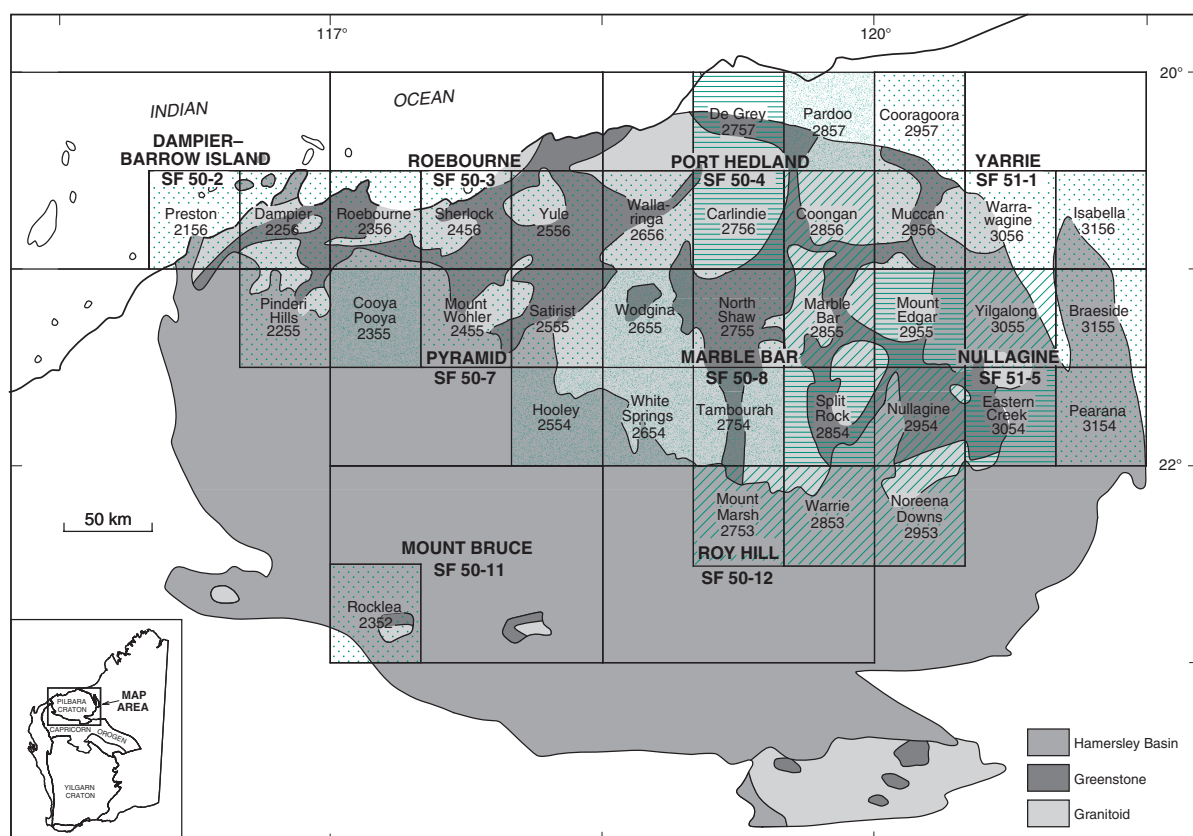 117°
120°
20°
INDIAN
OCEAN
De Grey
2757
Pardoo
2857
Cooragoora
2957
DAMPIER–
BARROW ISLAND
SF 50-2
ROEBOURNE
SF 50-3
PORT HEDLAND
SF 50-4
YARRIE
SF 51-1
Preston
2156
Dampier
2256
Roebourne
2356
Sherlock
2456
Yule
2556
Walla-
ringa
2656
Carlindie
2756
Coongan
2856
Muccan
2956
Warra-
wagine
3056
Isabella
3156
Pinderi
Hills
2255
Cooya
Pooya
2355
Mount
Wohler
2455
Satirist
2555
Wodgina
2655
North
Shaw
2755
Marble
Bar
2855
Mount
Edgar
2955
Yilgalong
3055
Braeside
3155
PYRAMID
SF 50-7
MARBLE BAR
SF 50-8
NULLAGINE
SF 51-5
Hooley
2554
White
Springs
2654
Tambourah
2754
Split
Rock
2854
Nullagine
2954
Eastern
Creek
3054
Pearana
3154
22°
Mount
Marsh
2753
Warrie
2853
Noreena
Downs
2953
50 km
MOUNT BRUCE
SF 50-11
ROY HILL
SF 50-12
Rocklea
2352
PILBARA
CRATON
MAP
AREA
CAPRICORN
OROGEN
YILGARN
CRATON
Hamersley Basin
Greenstone
Granitoid